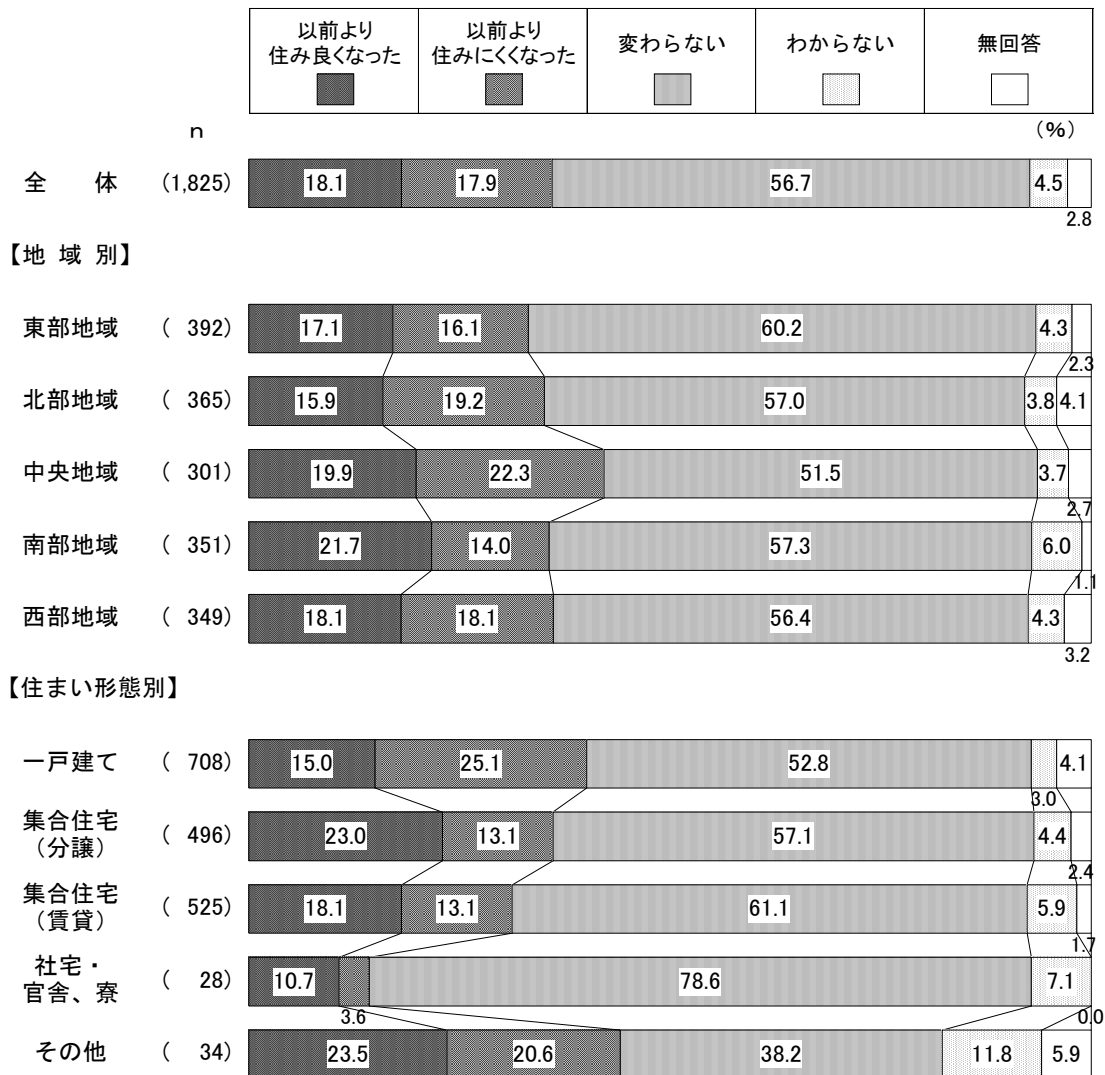 以前より
住み良くなった
以前より
住みにくくなった
変わらない
わからない
無回答
n
(%)
全 体 (1,825) 18.1 17.9 56.7 4.5
2.8
【地 域 別】
東部地域 ( 392) 17.1 16.1 60.2 4.3
2.3
北部地域 ( 365) 15.9 19.2 57.0 3.8 4.1
中央地域 ( 301) 19.9 22.3 51.5 3.7
2.7
南部地域 ( 351) 21.7 14.0 57.3 6.0
1.1
西部地域 ( 349) 18.1 18.1 56.4 4.3
3.2
【住まい形態別】
一戸建て ( 708) 15.0 25.1 52.8 4.1
3.0
集合住宅
(分譲)
( 496) 23.0 13.1 57.1 4.4
2.4
集合住宅
(賃貸)
( 525) 18.1 13.1 61.1 5.9
1.7
社宅・
官舎、寮
( 28) 10.7 78.6 7.1
3.6 0.0
その他 ( 34) 23.5 20.6 38.2 11.8 5.9